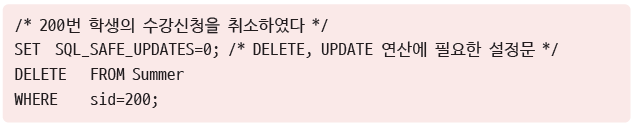 /* 200번 학생의 수강신청을 취소하였다 */
SET SQL_SAFE_UPDATES=0; /* DELETE, UPDATE 연산에 필요한 설정문 */
DELETE FROM Summer
WHERE sid=200;